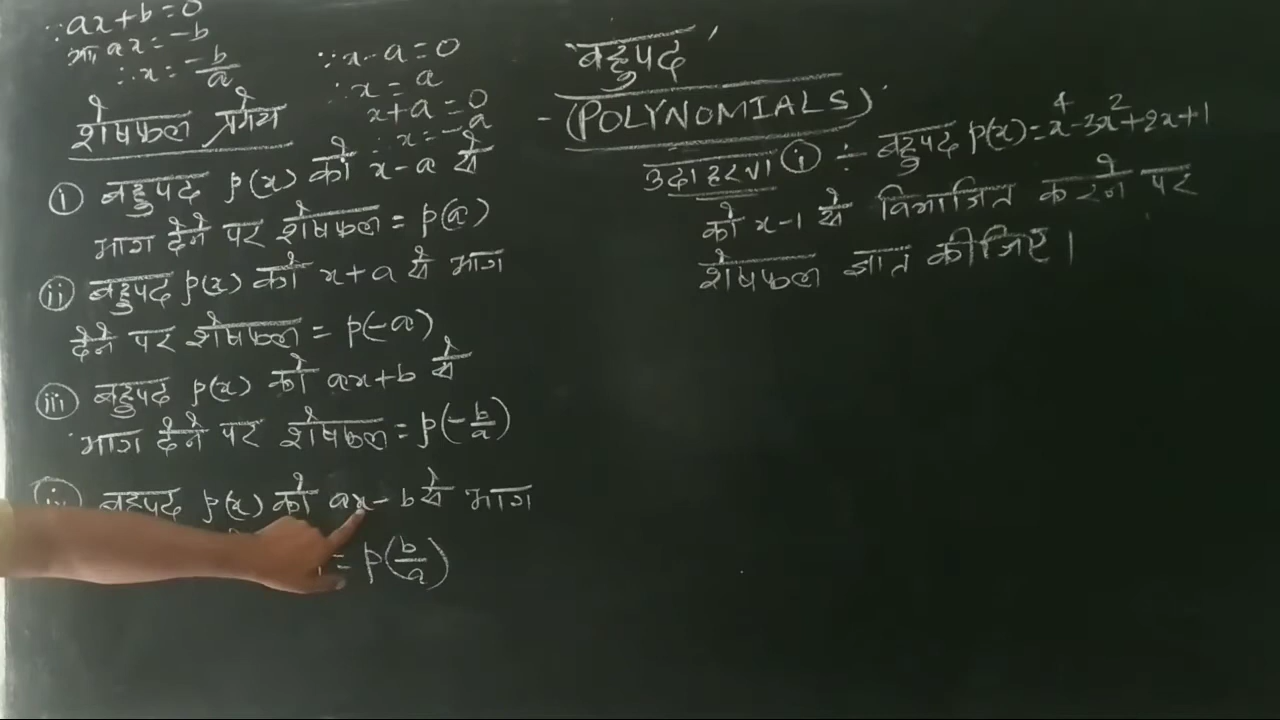 ∵ ax+b=0
या, ax=-b
∴ x=-b/a
∵ x-a=0
∴ x=a
x+a=0
∴ x=-a
शेषफल प्रमेय
(i) बहुपद p(x) को x-a से
भाग देने पर शेषफल = p(a)
(ii) बहुपद p(x) को x+a से भाग
देने पर शेषफल = p(-a)
(iii) बहुपद p(x) को ax+b से
भाग देने पर शेषफल = p(-b/a)
बहुपद p(x) को ax-b से भाग
= p(b/a)
'बहुपद'
- (POLYNOMIALS)
उदाहरण (i) ÷ बहुपद p(x)=x⁴-3x²+2x+1
को x-1 से विभाजित करने पर
शेषफल ज्ञात कीजिए।